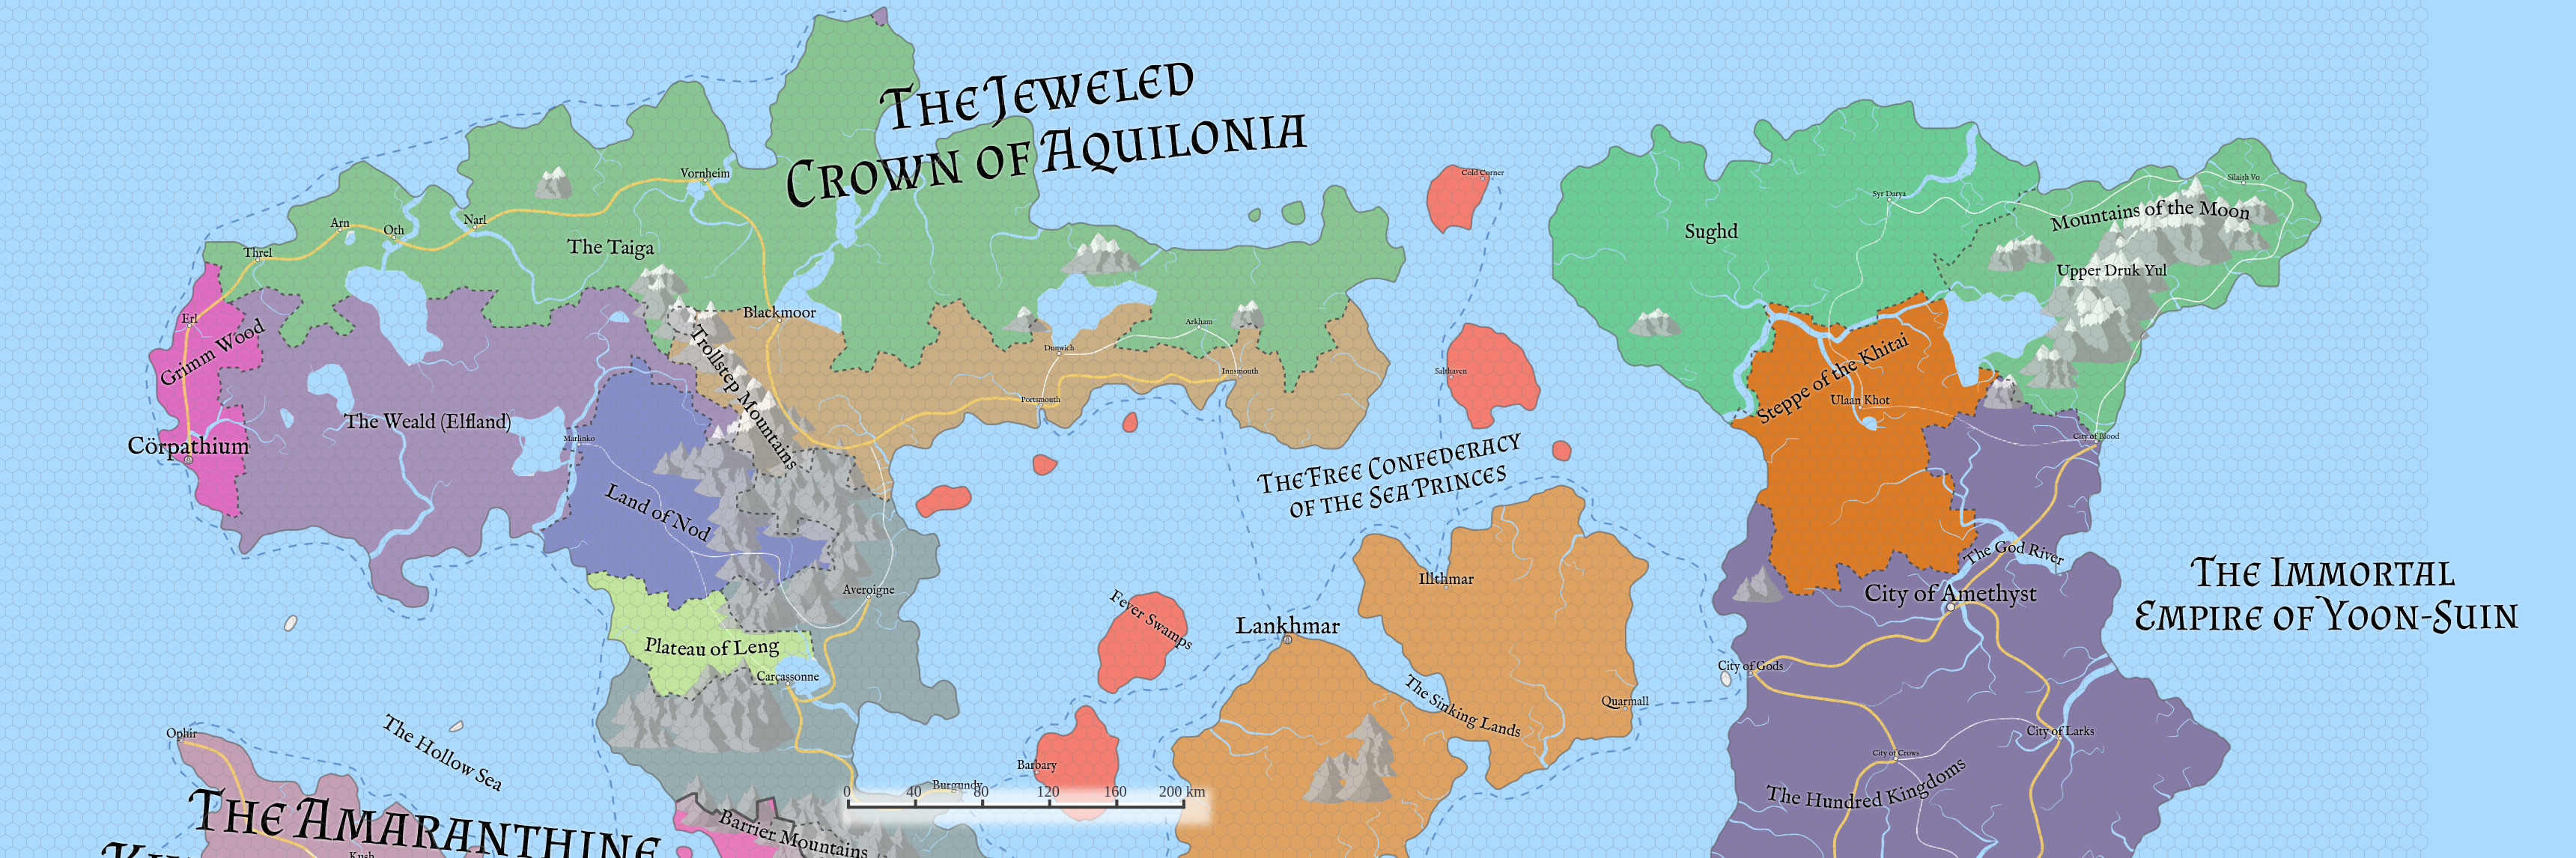 The Jeweled
Crown of Aquilonia
Vornheim
Cold Corner
Silaish Vo
Syr Darya
Mountains of the Moon
Arn
Oth
Narl
Threl
The Taiga
Sughd
Upper Druk Yul
Erl
Grimm Wood
Blackmoor
Arkham
Dunwich
Trollstep Mountains
Innsmouth
Salthaven
Steppe of the Khitai
Ulaan Khot
Portsmouth
The Weald (Elfland)
Cörpathium
Marlinko
City of Blood
The Free Confederacy
of the Sea Princes
Land of Nod
The God River
Illthmar
The Immortal
Empire of Yoon-Suin
City of Amethyst
Averoigne
Fever Swamps
Lankhmar
Plateau of Leng
Carcassonne
City of Gods
The Sinking Lands
Quarmall
Ophir
The Hollow Sea
City of Larks
City of Crows
Barbary
Burgundy
The Hundred Kingdoms
0 40 80 120 160 200 km
The Amaranthine
Barrier Mountains
Kush